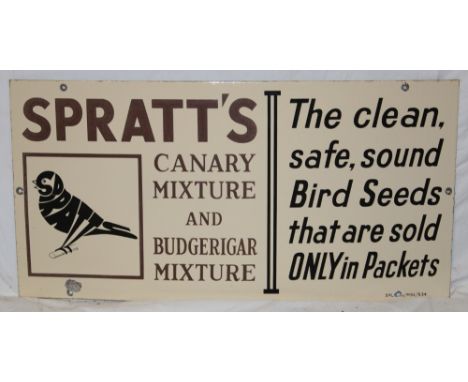 SPRATT'S
SPRATTS
CANARY
MIXTURE
AND
BUDGERIGAR
MIXTURE
The clean,
safe, sound
Bird Seeds
that are sold
ONLY in Packets